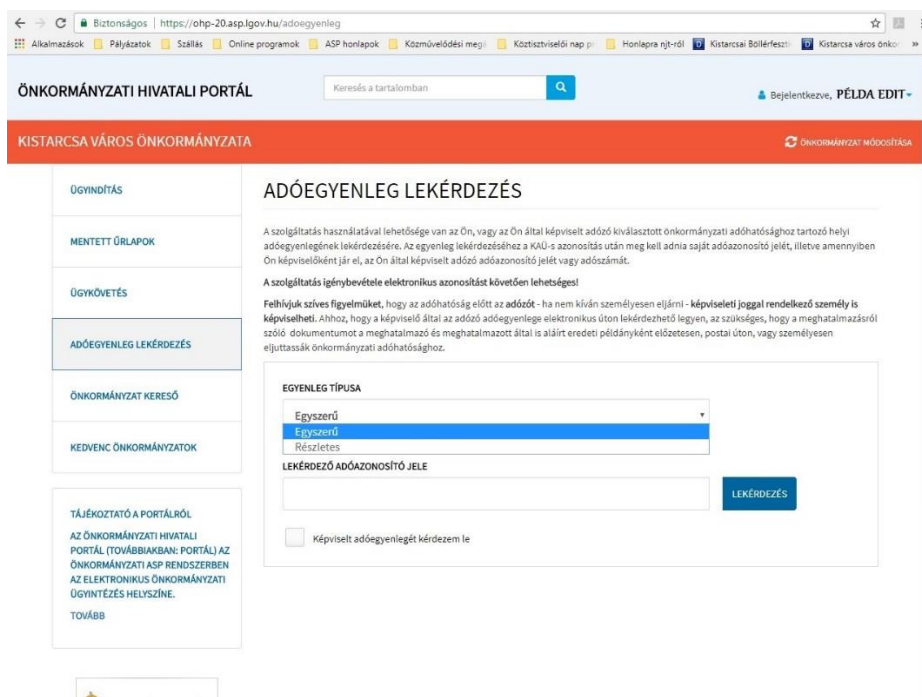 Biztonságos | https://ohp-20.asp.lgov.hu/adoegyenleg
Alkalmazások Pályázatok Szállás Online programok ASP honlapok Közművelődési meg Köztisztviselői nap p Honlapra njt-ről Kistarcsai Böllérfeszt Kistarcsa város önkor »
ÖNKORMÁNYZATI HIVATALI PORTÁL
Keresés a tartalomban
Bejelentkezve, PÉLDA EDIT
KISTARCSA VÁROS ÖNKORMÁNYZATA
ÖNKORMÁNYZAT MÓDOSÍTÁSA
ÜGYINDÍTÁS
MENTETT ŰRLAPOK
ÜGYKÖVETÉS
ADÓEGYENLEG LEKÉRDEZÉS
ÖNKORMÁNYZAT KERESŐ
KEDVENC ÖNKORMÁNYZATOK
TÁJÉKOZTATÓ A PORTÁLRÓL
AZ ÖNKORMÁNYZATI HIVATALI
PORTÁL (TOVÁBBIAKBAN: PORTÁL) AZ
ÖNKORMÁNYZATI ASP RENDSZERBEN
AZ ELEKTRONIKUS ÖNKORMÁNYZATI
ÜGYINTÉZÉS HELYSZÍNE.
TOVÁBB
ADÓEGYENLEG LEKÉRDEZÉS
A szolgáltatás használatával lehetősége van az Ön, vagy az Ön által képviselt adózó kiválasztott önkormányzati adóhatósághoz tartozó helyi
adóegyenlegének lekérdezésére. Az egyenleg lekérdezéséhez a KAÜ-s azonosítás után meg kell adnia saját adóazonosító jelét, illetve amennyiben
Ön képviselőként jár el, az Ön által képviselt adózó adóazonosító jelét vagy adószámát.
A szolgáltatás igénybevétele elektronikus azonosítást követően lehetséges!
Felhívjuk szíves figyelmüket, hogy az adóhatóság előtt az adózót - ha nem kíván személyesen eljárni - képviseleti joggal rendelkező személy is
képviselheti. Ahhoz, hogy a képviselő által az adózó adóegyenlege elektronikus úton lekérdezhető legyen, az szükséges, hogy a meghatalmazásról
szóló dokumentumot a meghatalmazó és meghatalmazott által is aláírt eredeti példányként előzetesen, postai úton, vagy személyesen
eljuttassák önkormányzati adóhatósághoz.
EGYENLEG TÍPUSA
Egyszerű
Egyszerű
Részletes
LEKÉRDEZŐ ADÓAZONOSÍTÓ JELE
LEKÉRDEZÉS
Képviselt adóegyenlegét kérdezem le